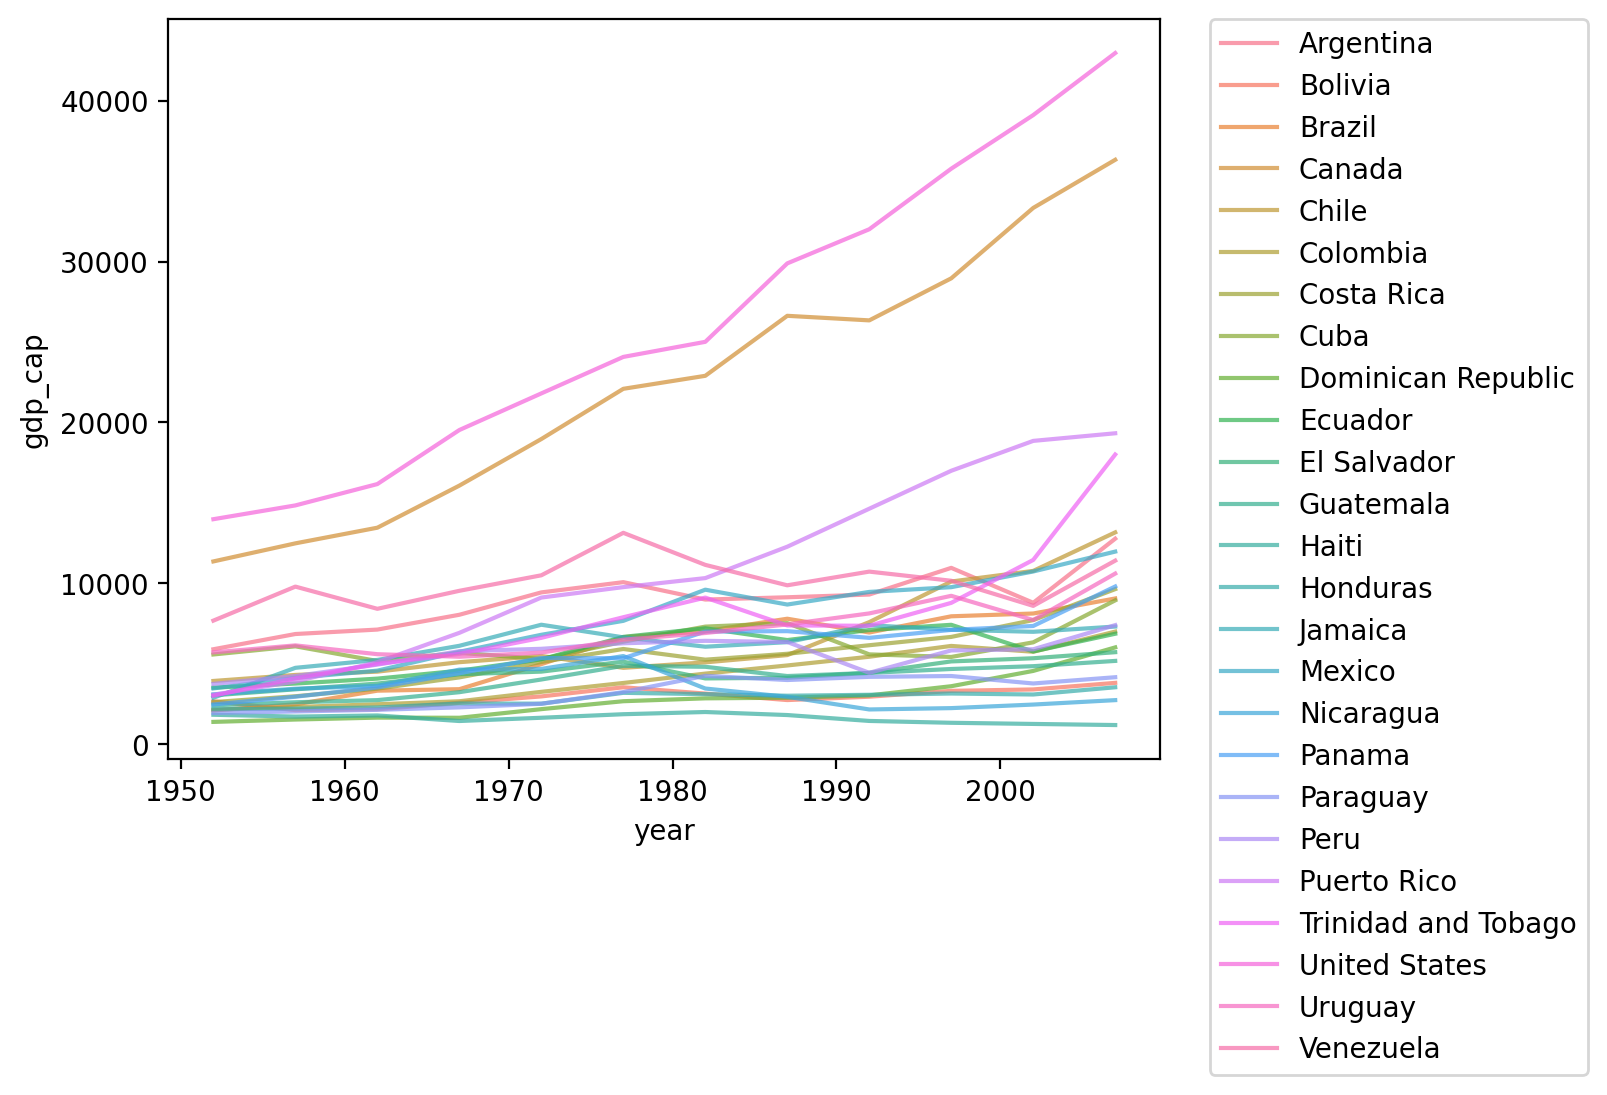 40000
30000
20000
10000
0
gdp_cap
1950 1960 1970 1980 1990 2000
year
Argentina
Bolivia
Brazil
Canada
Chile
Colombia
Costa Rica
Cuba
Dominican Republic
Ecuador
El Salvador
Guatemala
Haiti
Honduras
Jamaica
Mexico
Nicaragua
Panama
Paraguay
Peru
Puerto Rico
Trinidad and Tobago
United States
Uruguay
Venezuela